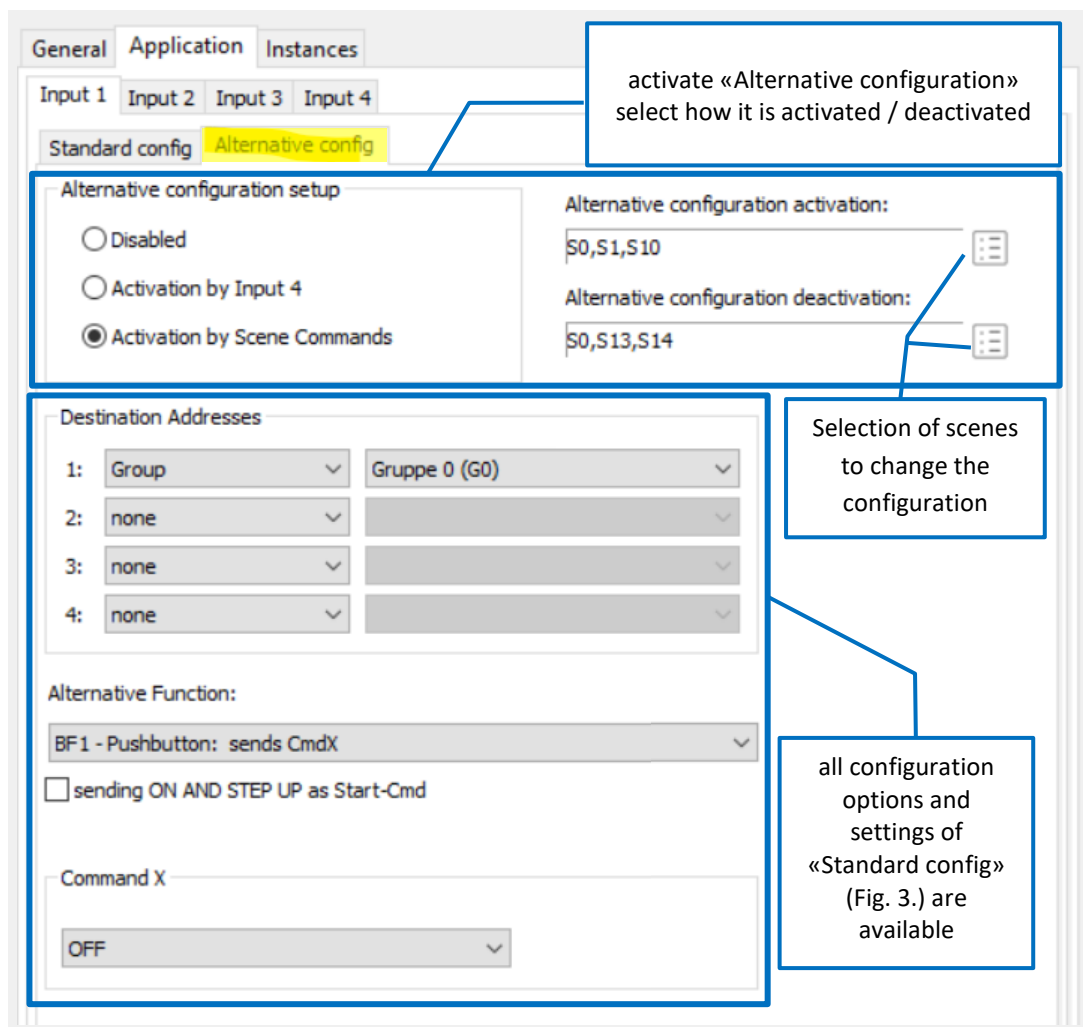 General Application Instances
activate «Alternative configuration»
select how it is activated / deactivated
Input 1 Input 2 Input 3 Input 4
Standard config Alternative config
Alternative configuration setup
Disabled
Activation by Input 4
Activation by Scene Commands
Alternative configuration activation:
S0,S1,S10
Alternative configuration deactivation:
S0,S13,S14
Selection of scenes
to change the
configuration
Destination Addresses
1: Group Gruppe 0 (G0)
2: none
3: none
4: none
Alternative Function:
BF1 - Pushbutton: sends CmdX
sending ON AND STEP UP as Start-Cmd
Command X
OFF
all configuration
options and
settings of
«Standard config»
(Fig. 3.) are
available